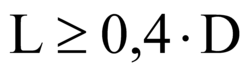 L ≥ 0,4 · D